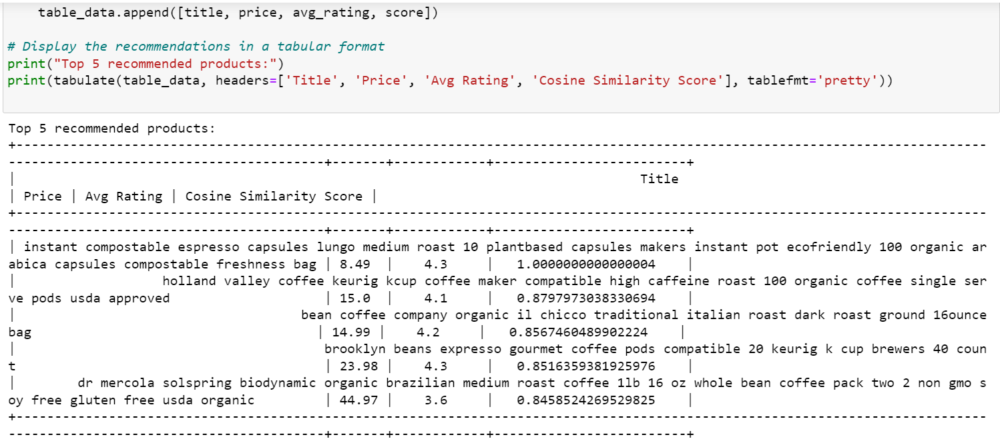 table_data.append([title, price, avg_rating, score])
# Display the recommendations in a tabular format
print("Top 5 recommended products:")
print(tabulate(table_data, headers=['Title', 'Price', 'Avg Rating', 'Cosine Similarity Score'], tablefmt='pretty'))
Top 5 recommended products:
+------------------------------------------------------------------------------------------------------------------------------
-----------------------------------------+-------+------------+-------------------------+
| Title
| Price | Avg Rating | Cosine Similarity Score |
+------------------------------------------------------------------------------------------------------------------------------
-----------------------------------------+-------+------------+-------------------------+
| instant compostable espresso capsules lungo medium roast 10 plantbased capsules makers instant pot ecofriendly 100 organic ar
abica capsules compostable freshness bag | 8.49 | 4.3 | 1.0000000000000004 |
| holland valley coffee keurig kcup coffee maker compatible high caffeine roast 100 organic coffee single ser
ve pods usda approved | 15.0 | 4.1 | 0.8797973038330694 |
| bean coffee company organic il chicco traditional italian roast dark roast ground 16ounce
bag | 14.99 | 4.2 | 0.8567460489902224 |
| brooklyn beans expresso gourmet coffee pods compatible 20 keurig k cup brewers 40 coun
t | 23.98 | 4.3 | 0.8516359381925976 |
| dr mercola solspring biodynamic organic brazilian medium roast coffee 1lb 16 oz whole bean coffee pack two 2 non gmo s
oy free gluten free usda organic | 44.97 | 3.6 | 0.8458524269529825 |
+------------------------------------------------------------------------------------------------------------------------------
-----------------------------------------+-------+------------+-------------------------+